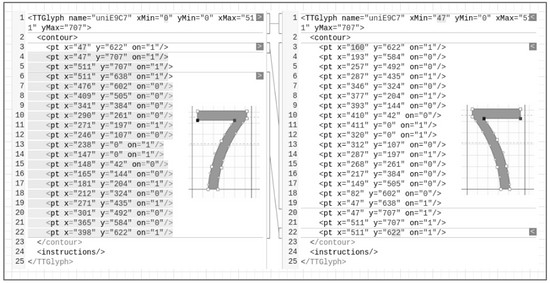 1 <TTGlyph name="uniE9C7" xMin="0" yMin="0" xMax="51
1" yMax="707">
2 <contour>
3 <pt x="47" y="622" on="1"/>
4 <pt x="47" y="707" on="1"/>
5 <pt x="511" y="707" on="1"/>
6 <pt x="511" y="638" on="1"/>
7 <pt x="476" y="602" on="0"/>
8 <pt x="409" y="505" on="0"/>
9 <pt x="341" y="384" on="0"/>
10 <pt x="290" y="261" on="0"/>
11 <pt x="271" y="197" on="1"/>
12 <pt x="246" y="107" on="0"/>
13 <pt x="238" y="0" on="1"/>
14 <pt x="147" y="0" on="1"/>
15 <pt x="148" y="42" on="0"/>
16 <pt x="165" y="144" on="0"/>
17 <pt x="181" y="204" on="1"/>
18 <pt x="212" y="324" on="0"/>
19 <pt x="271" y="435" on="1"/>
20 <pt x="301" y="492" on="0"/>
21 <pt x="365" y="584" on="0"/>
22 <pt x="398" y="622" on="1"/>
23 </contour>
24 <instructions/>
25 </TTGlyph>
1 <TTGlyph name="uniE9C7" xMin="47" yMin="0" xMax="5
11" yMax="707">
2 <contour>
3 <pt x="160" y="622" on="1"/>
4 <pt x="193" y="584" on="0"/>
5 <pt x="257" y="492" on="0"/>
6 <pt x="287" y="435" on="1"/>
7 <pt x="346" y="324" on="0"/>
8 <pt x="377" y="204" on="1"/>
9 <pt x="393" y="144" on="0"/>
10 <pt x="410" y="42" on="0"/>
11 <pt x="411" y="0" on="1"/>
12 <pt x="320" y="0" on="1"/>
13 <pt x="312" y="107" on="0"/>
14 <pt x="287" y="197" on="1"/>
15 <pt x="268" y="261" on="0"/>
16 <pt x="217" y="384" on="0"/>
17 <pt x="149" y="505" on="0"/>
18 <pt x="82" y="602" on="0"/>
19 <pt x="47" y="638" on="1"/>
20 <pt x="47" y="707" on="1"/>
21 <pt x="511" y="707" on="1"/>
22 <pt x="511" y="622" on="1"/>
23 </contour>
24 <instructions/>
25 </TTGlyph>
7
7